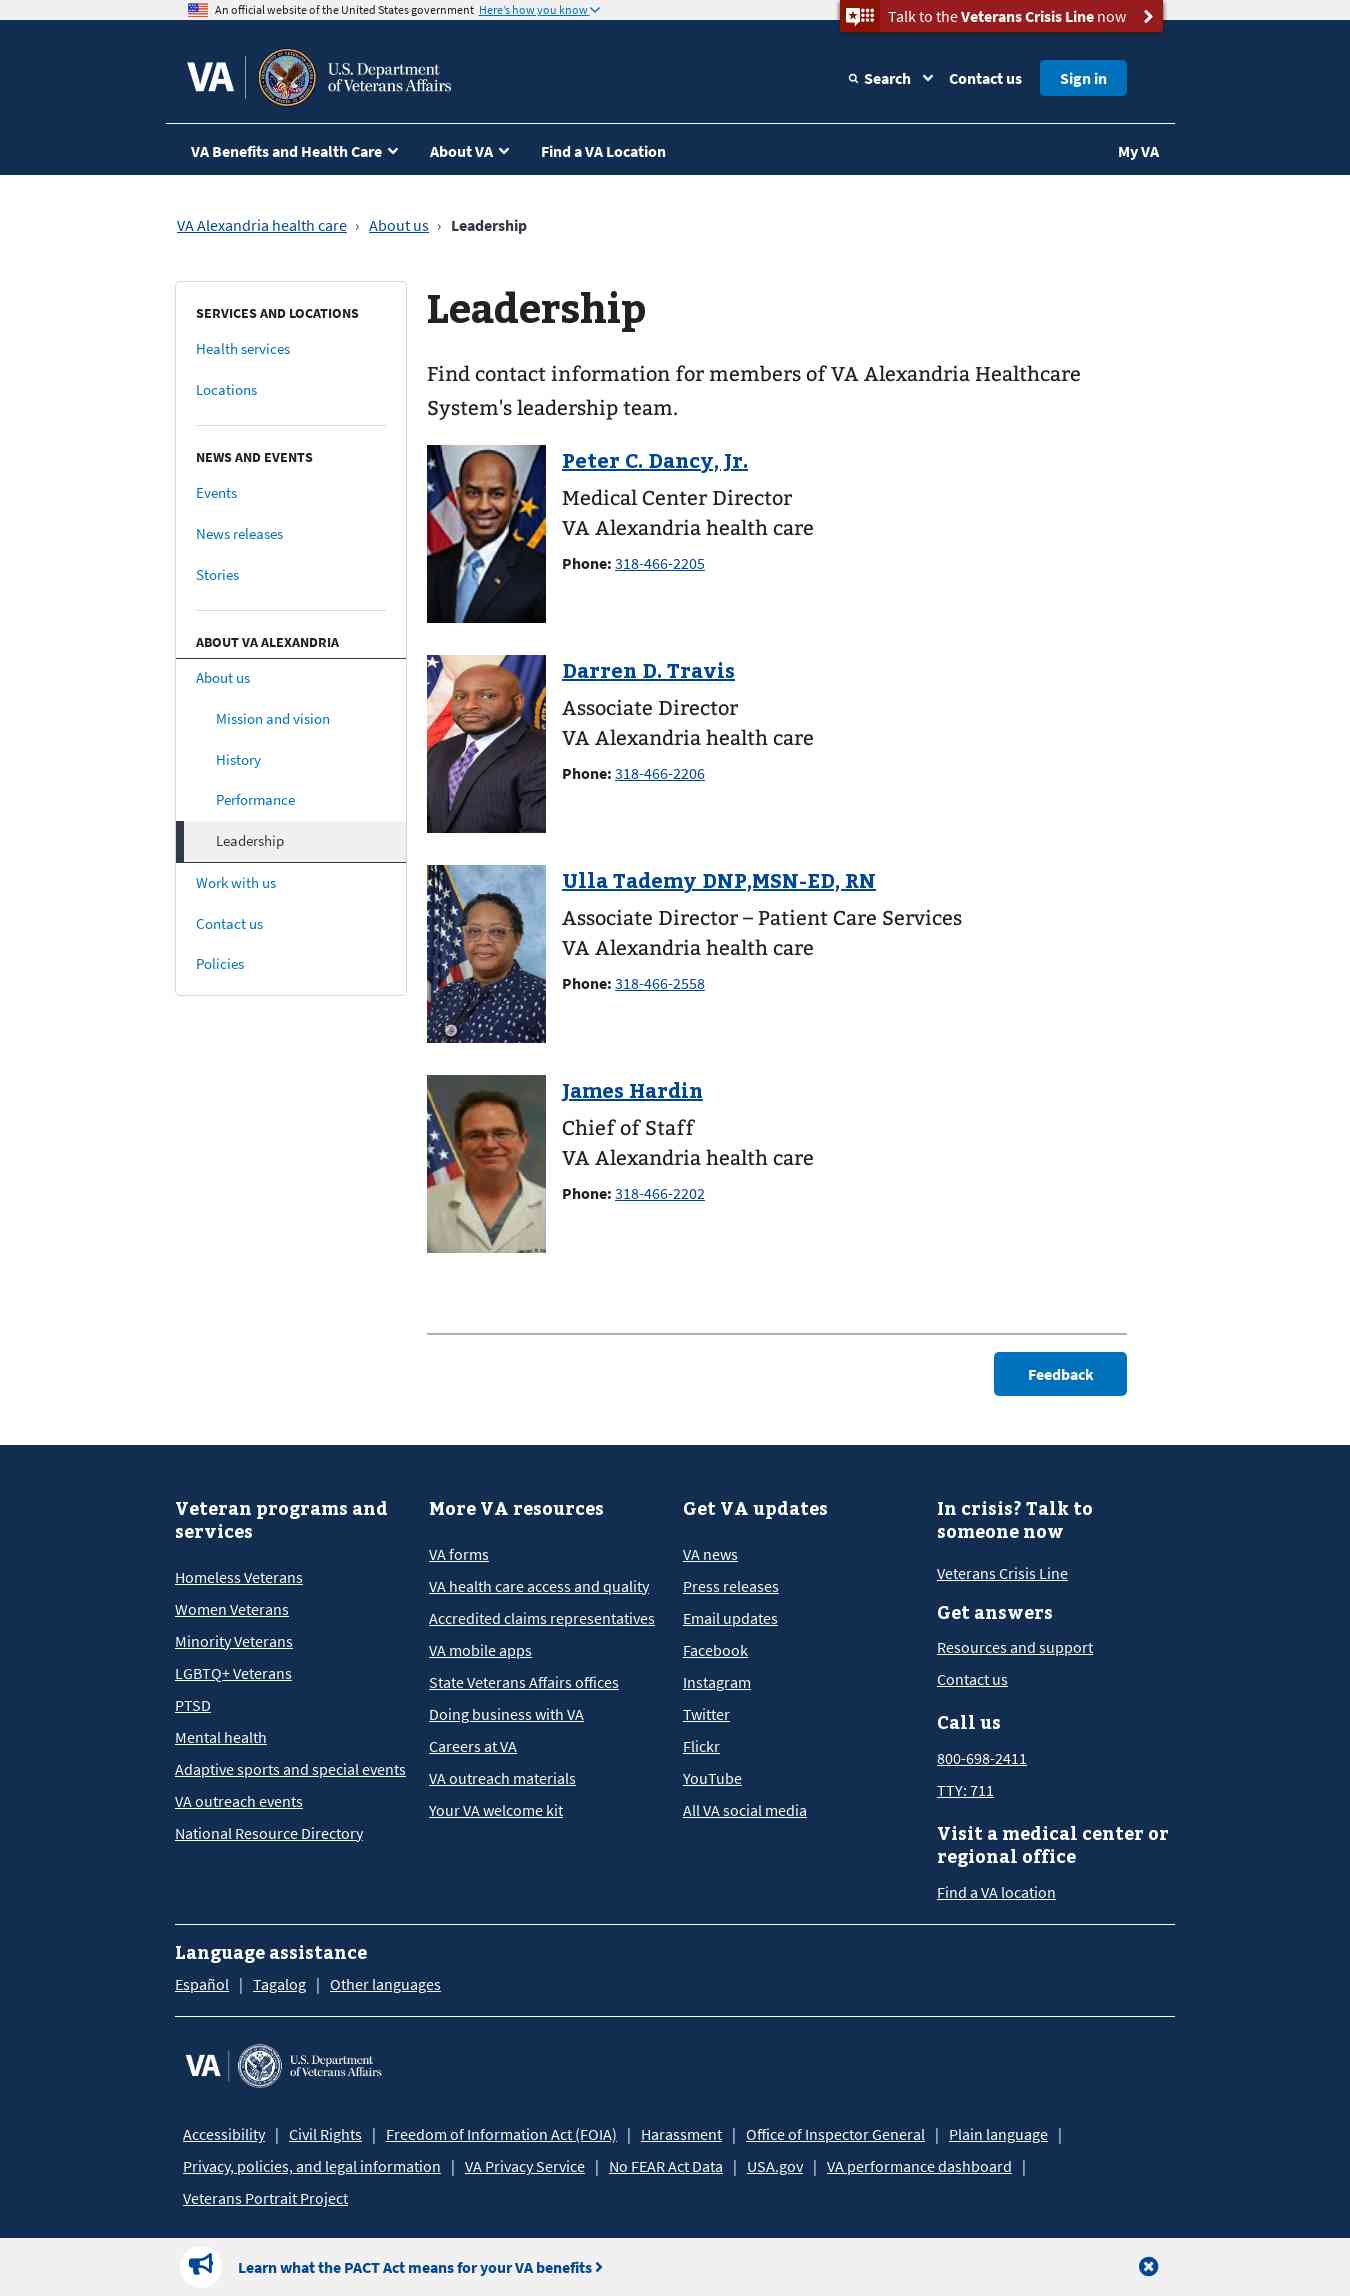 An official website of the United States government Here's how you know
Talk to the Veterans Crisis Line now
VA
U.S. Department
of Veterans Affairs
Search
Contact us
Sign in
VA Benefits and Health Care
About VA
Find a VA Location
My VA
VA Alexandria health care › About us › Leadership
SERVICES AND LOCATIONS
Health services
Locations
NEWS AND EVENTS
Events
News releases
Stories
ABOUT VA ALEXANDRIA
About us
Mission and vision
History
Performance
Leadership
Work with us
Contact us
Policies
Leadership
Find contact information for members of VA Alexandria Healthcare
System's leadership team.
Peter C. Dancy, Jr.
Medical Center Director
VA Alexandria health care
Phone: 318-466-2205
Darren D. Travis
Associate Director
VA Alexandria health care
Phone: 318-466-2206
Ulla Tademy DNP,MSN-ED, RN
Associate Director – Patient Care Services
VA Alexandria health care
Phone: 318-466-2558
James Hardin
Chief of Staff
VA Alexandria health care
Phone: 318-466-2202
Feedback
Veteran programs and
services
Homeless Veterans
Women Veterans
Minority Veterans
LGBTQ+ Veterans
PTSD
Mental health
Adaptive sports and special events
VA outreach events
National Resource Directory
More VA resources
VA forms
VA health care access and quality
Accredited claims representatives
VA mobile apps
State Veterans Affairs offices
Doing business with VA
Careers at VA
VA outreach materials
Your VA welcome kit
Get VA updates
VA news
Press releases
Email updates
Facebook
Instagram
Twitter
Flickr
YouTube
All VA social media
In crisis? Talk to
someone now
Veterans Crisis Line
Get answers
Resources and support
Contact us
Call us
800-698-2411
TTY: 711
Visit a medical center or
regional office
Find a VA location
Language assistance
Español | Tagalog | Other languages
VA
U.S. Department
of Veterans Affairs
Accessibility | Civil Rights | Freedom of Information Act (FOIA) | Harassment | Office of Inspector General | Plain language |
Privacy, policies, and legal information | VA Privacy Service | No FEAR Act Data | USA.gov | VA performance dashboard |
Veterans Portrait Project
Learn what the PACT Act means for your VA benefits